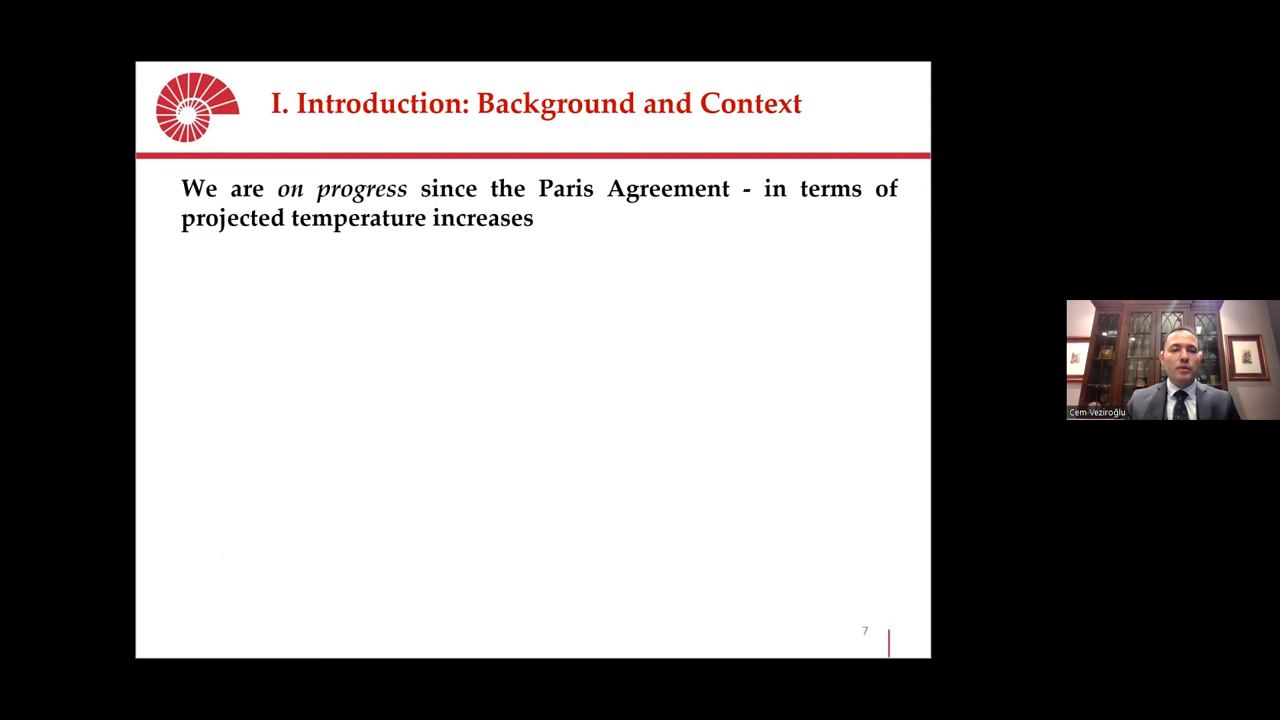 I. Introduction: Background and Context
We are on progress since the Paris Agreement - in terms of
projected temperature increases
7
Cem Veziroğlu